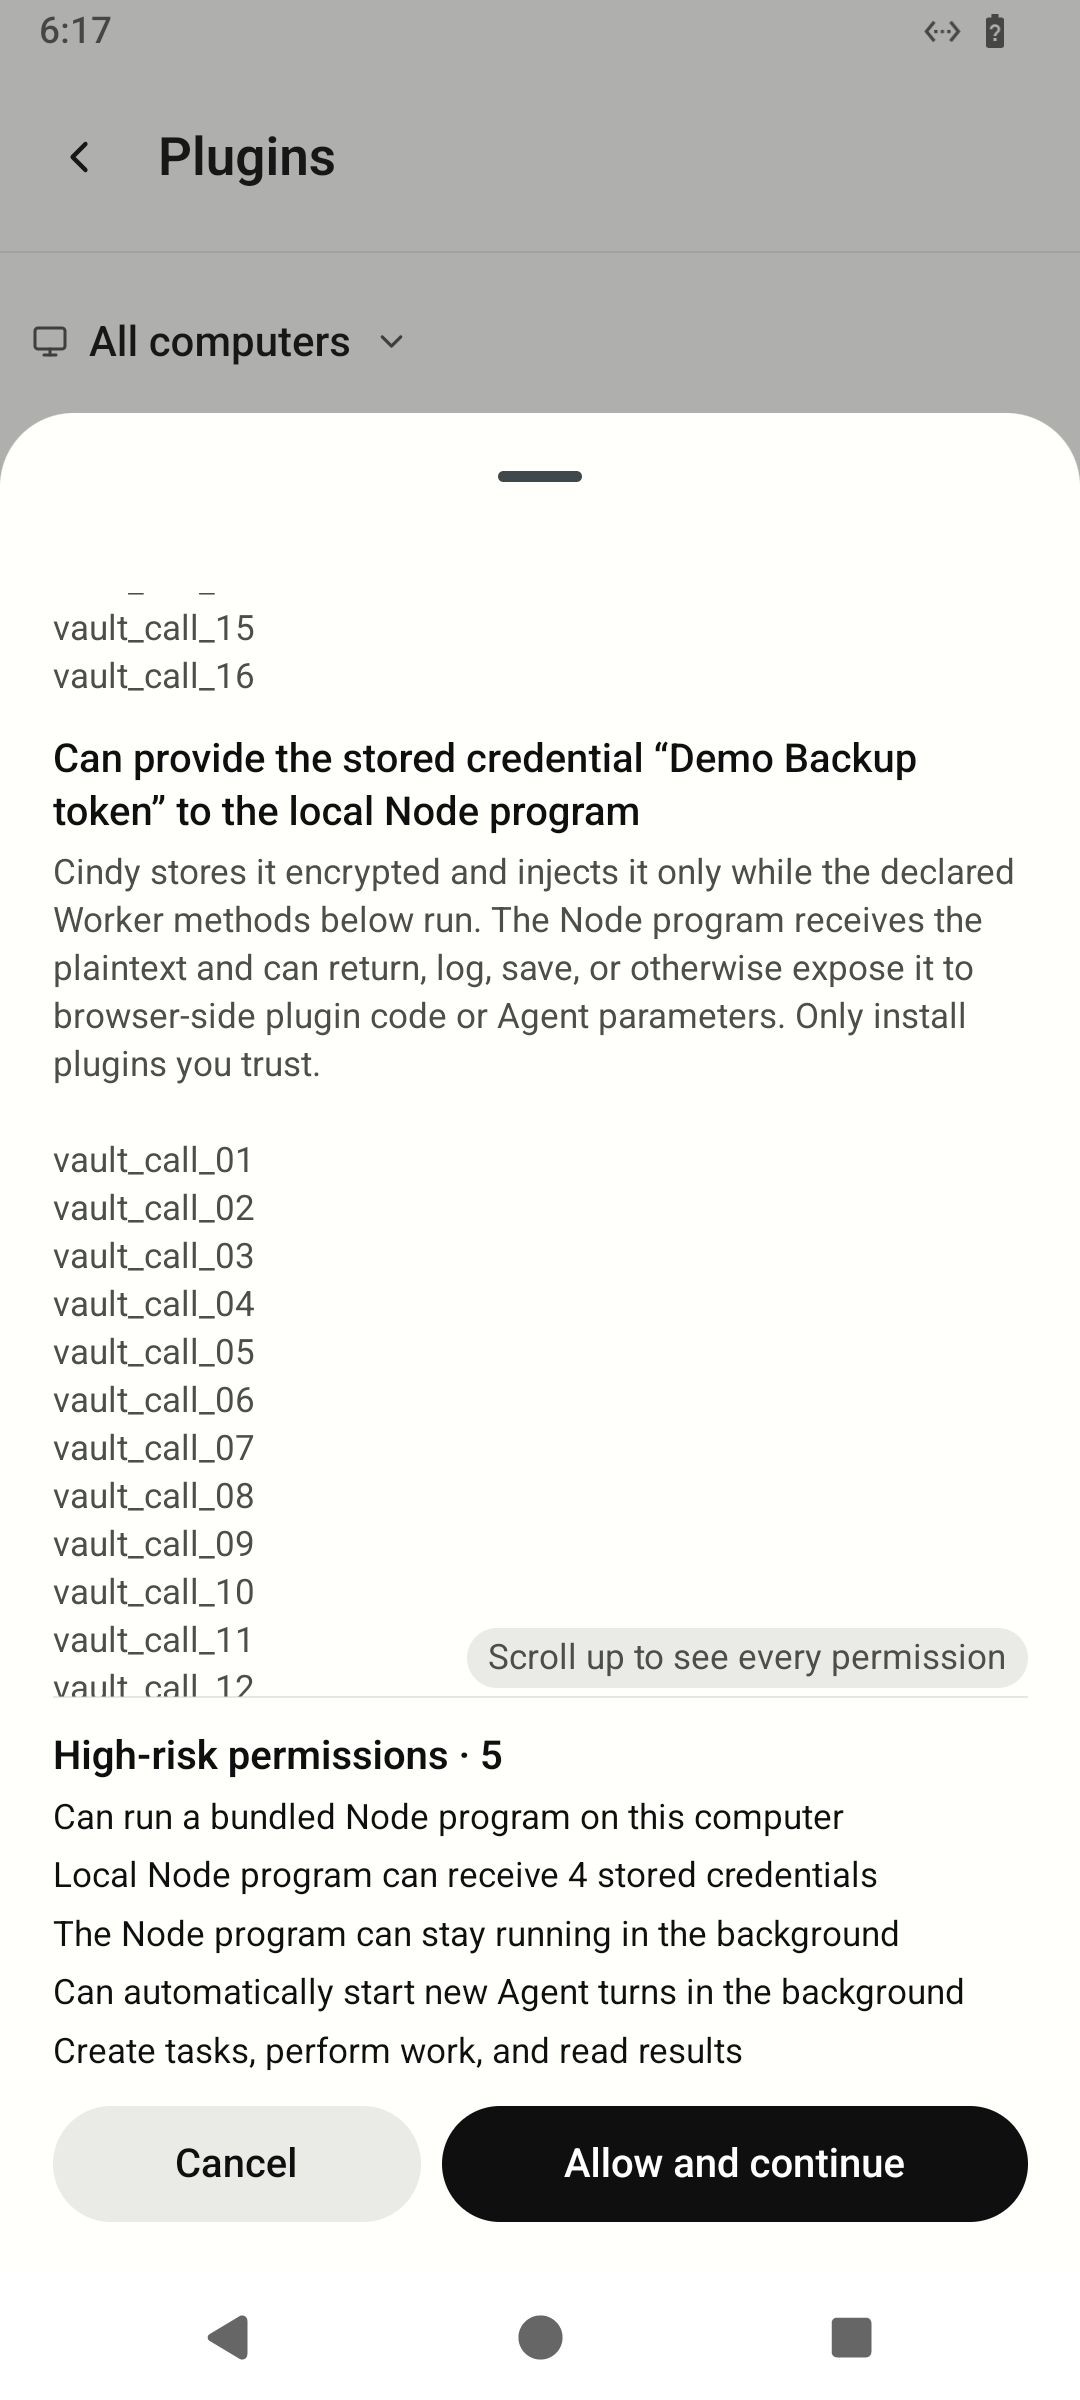 6:17
Plugins
All computers
vault_call_15
vault_call_16
Can provide the stored credential “Demo Backup
token” to the local Node program
Cindy stores it encrypted and injects it only while the declared
Worker methods below run. The Node program receives the
plaintext and can return, log, save, or otherwise expose it to
browser-side plugin code or Agent parameters. Only install
plugins you trust.
vault_call_01
vault_call_02
vault_call_03
vault_call_04
vault_call_05
vault_call_06
vault_call_07
vault_call_08
vault_call_09
vault_call_10
vault_call_11
Scroll up to see every permission
vault_call_12
High-risk permissions · 5
Can run a bundled Node program on this computer
Local Node program can receive 4 stored credentials
The Node program can stay running in the background
Can automatically start new Agent turns in the background
Create tasks, perform work, and read results
Cancel
Allow and continue